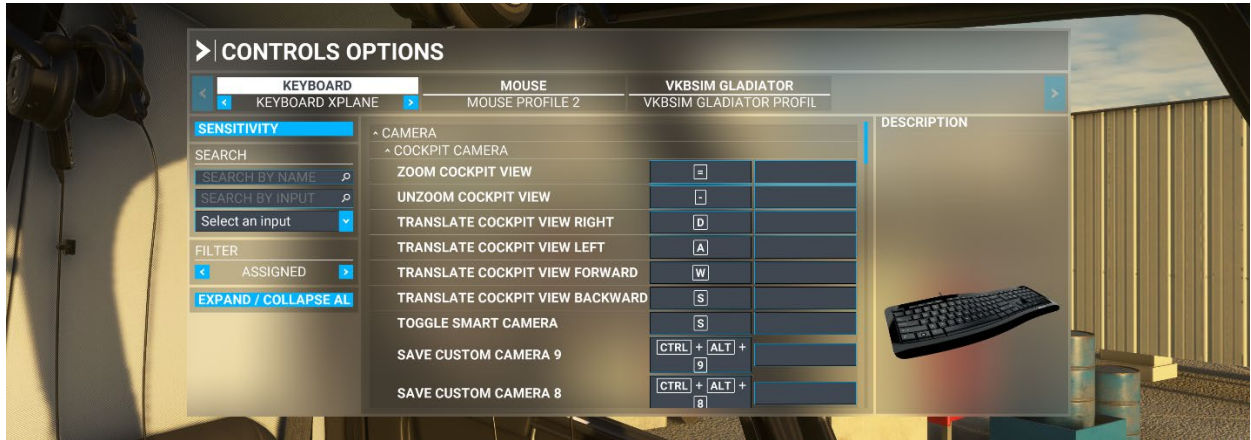 CONTROLS OPTIONS
KEYBOARD
KEYBOARD XPLANE
MOUSE
MOUSE PROFILE 2
VKBSIM GLADIATOR
VKBSIM GLADIATOR PROFIL
SENSITIVITY
SEARCH
SEARCH BY NAME
SEARCH BY INPUT
Select an input
FILTER
ASSIGNED
EXPAND / COLLAPSE AL
CAMERA
COCKPIT CAMERA
ZOOM COCKPIT VIEW =
UNZOOM COCKPIT VIEW -
TRANSLATE COCKPIT VIEW RIGHT D
TRANSLATE COCKPIT VIEW LEFT A
TRANSLATE COCKPIT VIEW FORWARD W
TRANSLATE COCKPIT VIEW BACKWARD S
TOGGLE SMART CAMERA S
SAVE CUSTOM CAMERA 9 CTRL + ALT +
9
SAVE CUSTOM CAMERA 8 CTRL + ALT +
8
DESCRIPTION